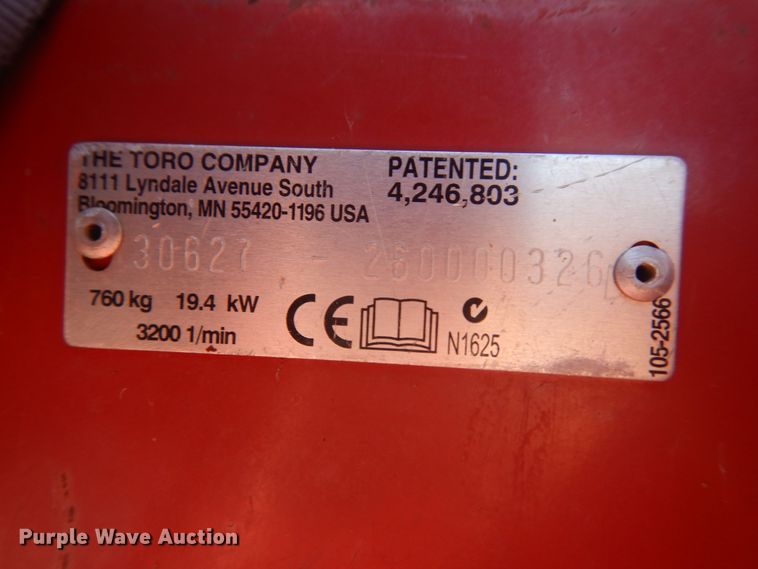 THE TORO COMPANY
8111 Lyndale Avenue South
Bloomington, MN 55420-1196 USA
PATENTED:
4,246,803
30627 - 260000326
760 kg 19.4 kW
3200 1/min
CE
N1625
105-2566
Purple Wave Auction